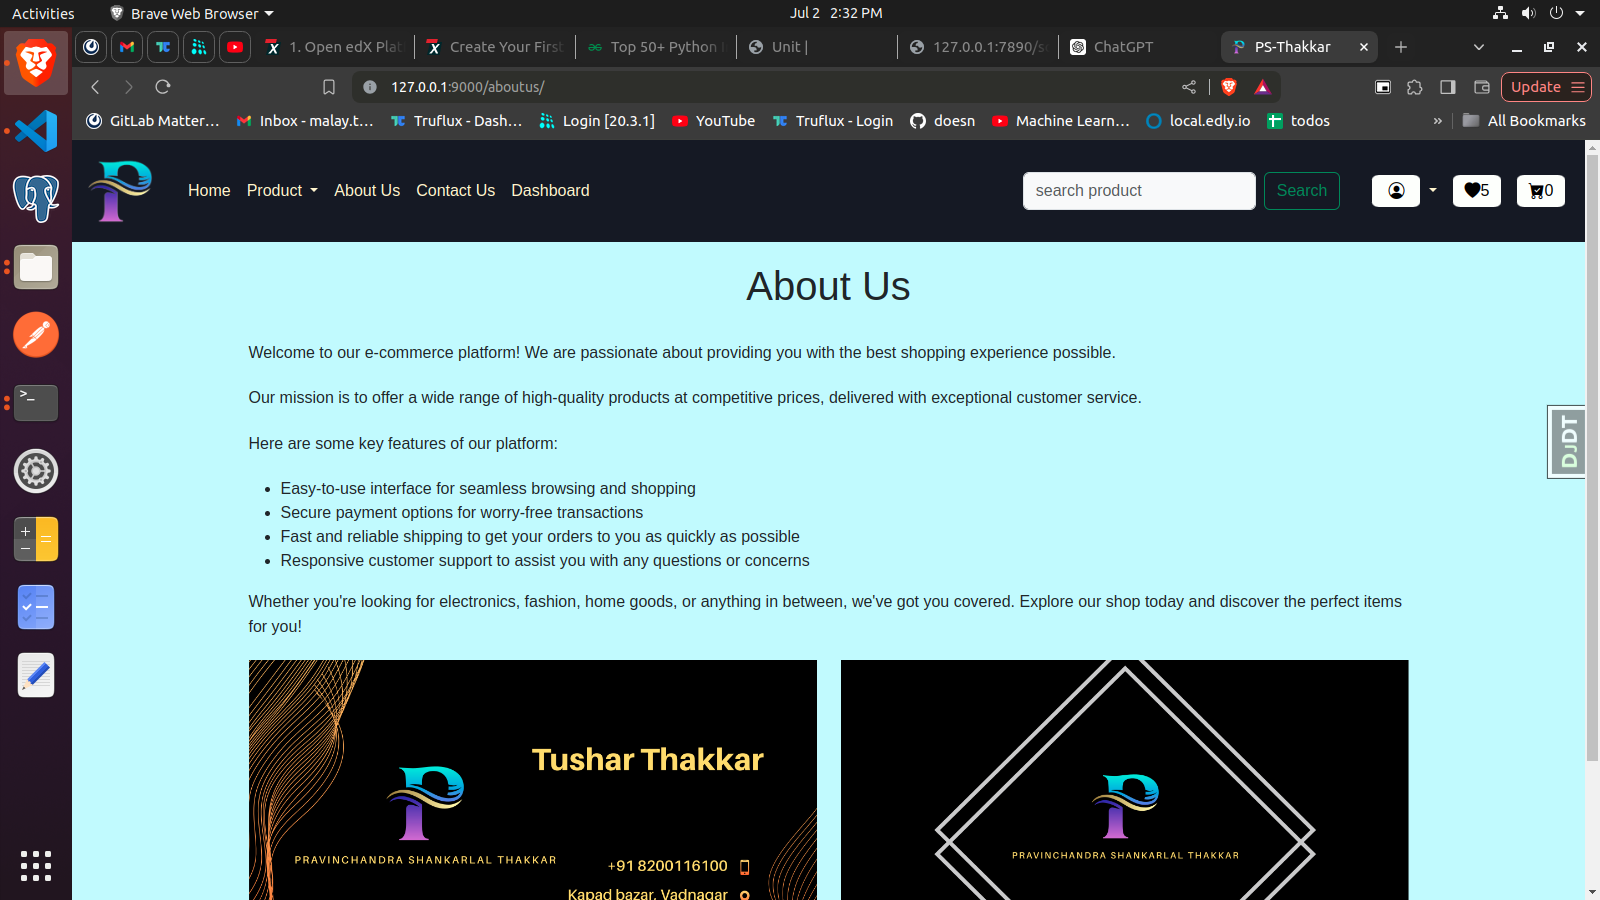 Activities
Brave Web Browser
Jul 2 2:32 PM
1. Open edX Plat
Create Your First
Top 50+ Python
Unit |
127.0.0.1:7890/s
ChatGPT
PS-Thakkar
127.0.0.1:9000/aboutus/
Update
GitLab Matter…
Inbox - malay.t…
Truflux - Dash…
Login [20.3.1]
YouTube
Truflux - Login
doesn
Machine Learn…
local.edly.io
todos
»
All Bookmarks
Home
Product
About Us
Contact Us
Dashboard
search product
Search
5
0
About Us
Welcome to our e-commerce platform! We are passionate about providing you with the best shopping experience possible.
Our mission is to offer a wide range of high-quality products at competitive prices, delivered with exceptional customer service.
Here are some key features of our platform:
• Easy-to-use interface for seamless browsing and shopping
• Secure payment options for worry-free transactions
• Fast and reliable shipping to get your orders to you as quickly as possible
• Responsive customer support to assist you with any questions or concerns
Whether you're looking for electronics, fashion, home goods, or anything in between, we've got you covered. Explore our shop today and discover the perfect items
for you!
DJDT
Tushar Thakkar
PRAVINCHANDRA SHANKARLAL THAKKAR
+91 8200116100
Kapad bazar, Vadnagar
PRAVINCHANDRA SHANKARLAL THAKKAR